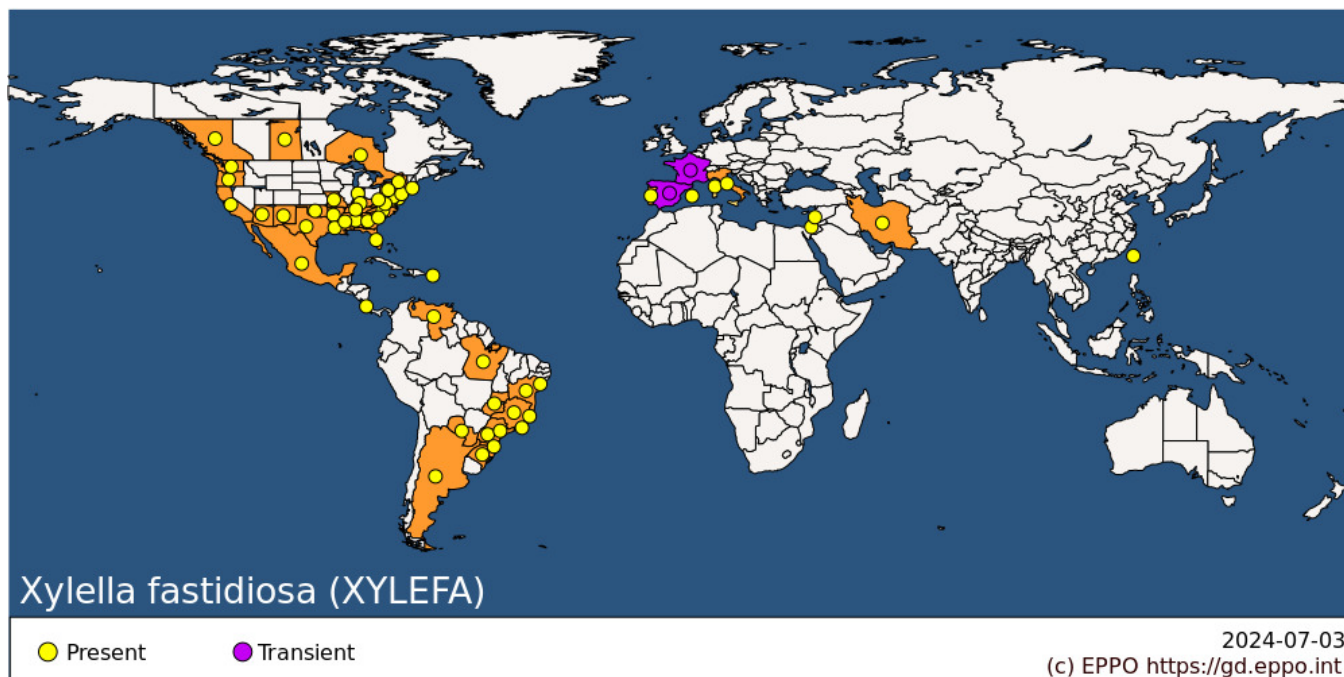 Xylella fastidiosa (XYLEFA)
Present
Transient
2024-07-03
(c) EPPO https://gd.eppo.int